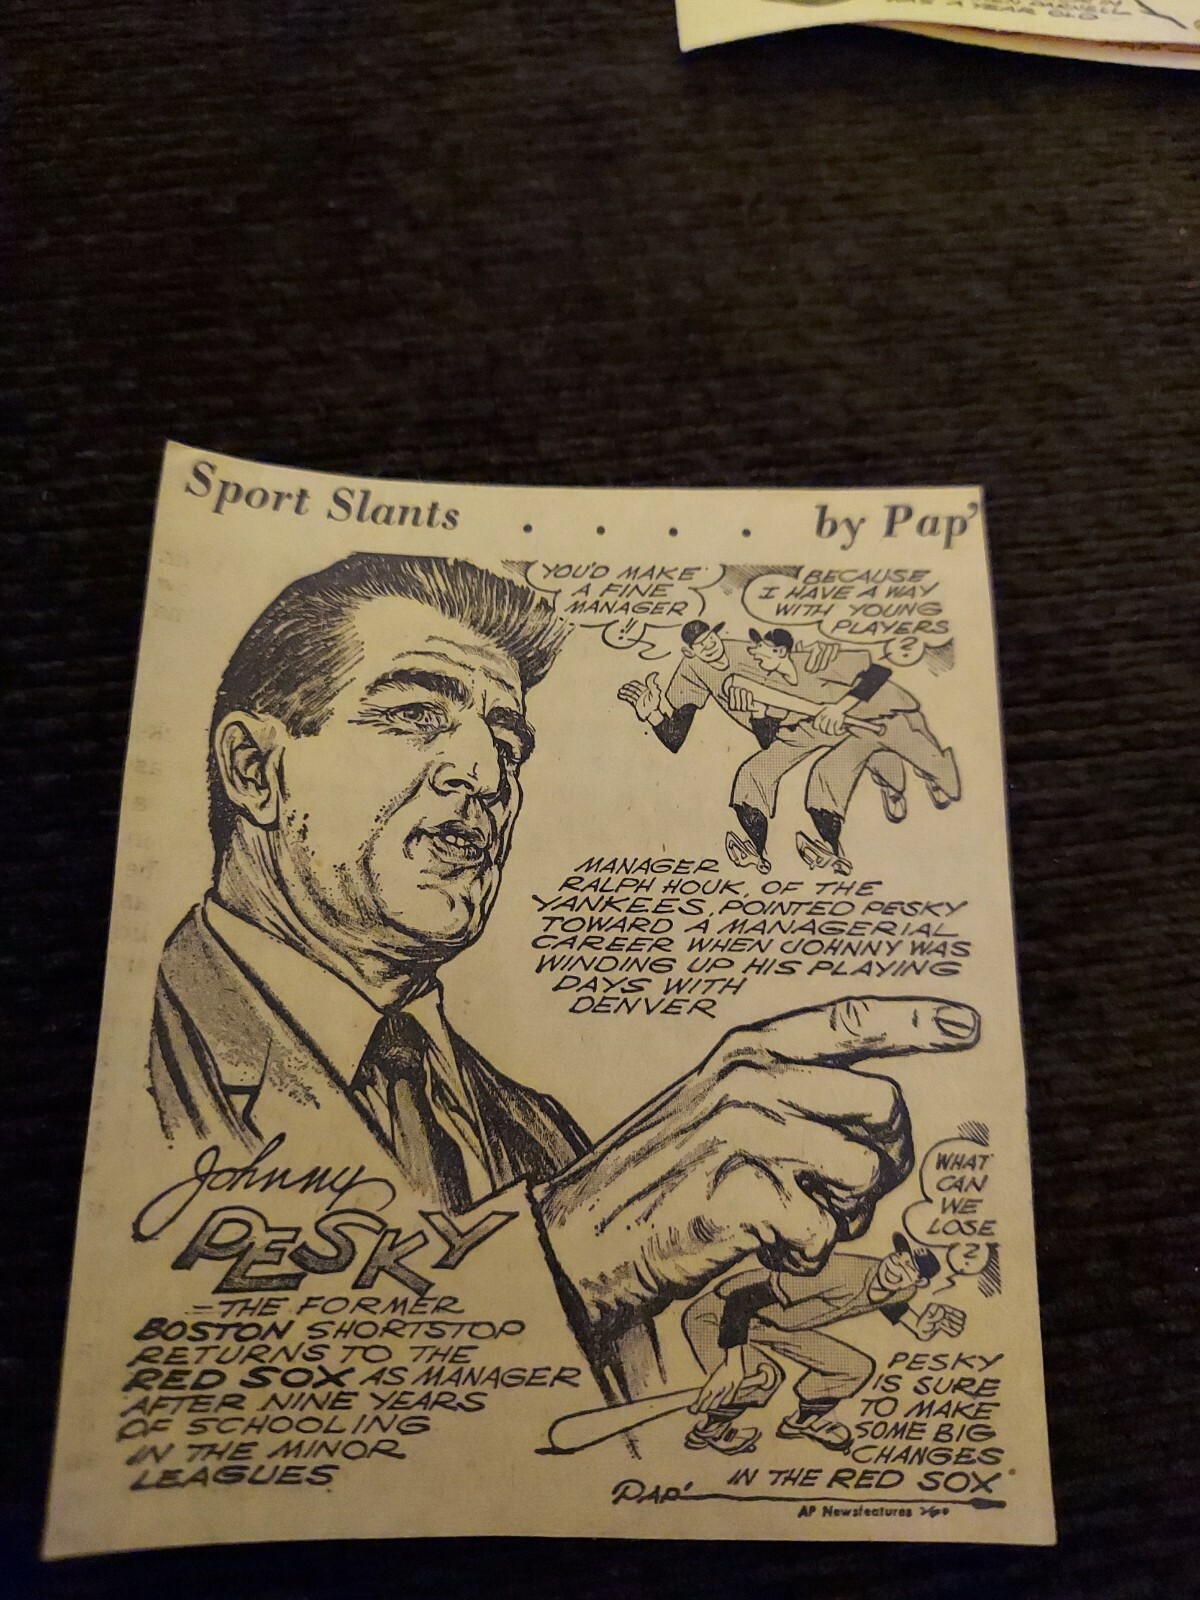 WAS A YEAR OLD
Sport Slants . . . . by Pap'
YOU'D MAKE
A FINE
MANAGER
!!
BECAUSE
I HAVE A WAY
WITH YOUNG
PLAYERS
?
MANAGER
RALPH HOUK, OF THE
YANKEES, POINTED PESKY
TOWARD A MANAGERIAL
CAREER WHEN JOHNNY WAS
WINDING UP HIS PLAYING
DAYS WITH
DENVER
WHAT
CAN
WE
LOSE
?
Johnny
PESKY
=THE FORMER
BOSTON SHORTSTOP
RETURNS TO THE
RED SOX AS MANAGER
AFTER NINE YEARS
OF SCHOOLING
IN THE MINOR
LEAGUES.
PESKY
IS SURE
TO MAKE
SOME BIG
CHANGES
IN THE RED SOX
PAP'
AP Newsfeatures